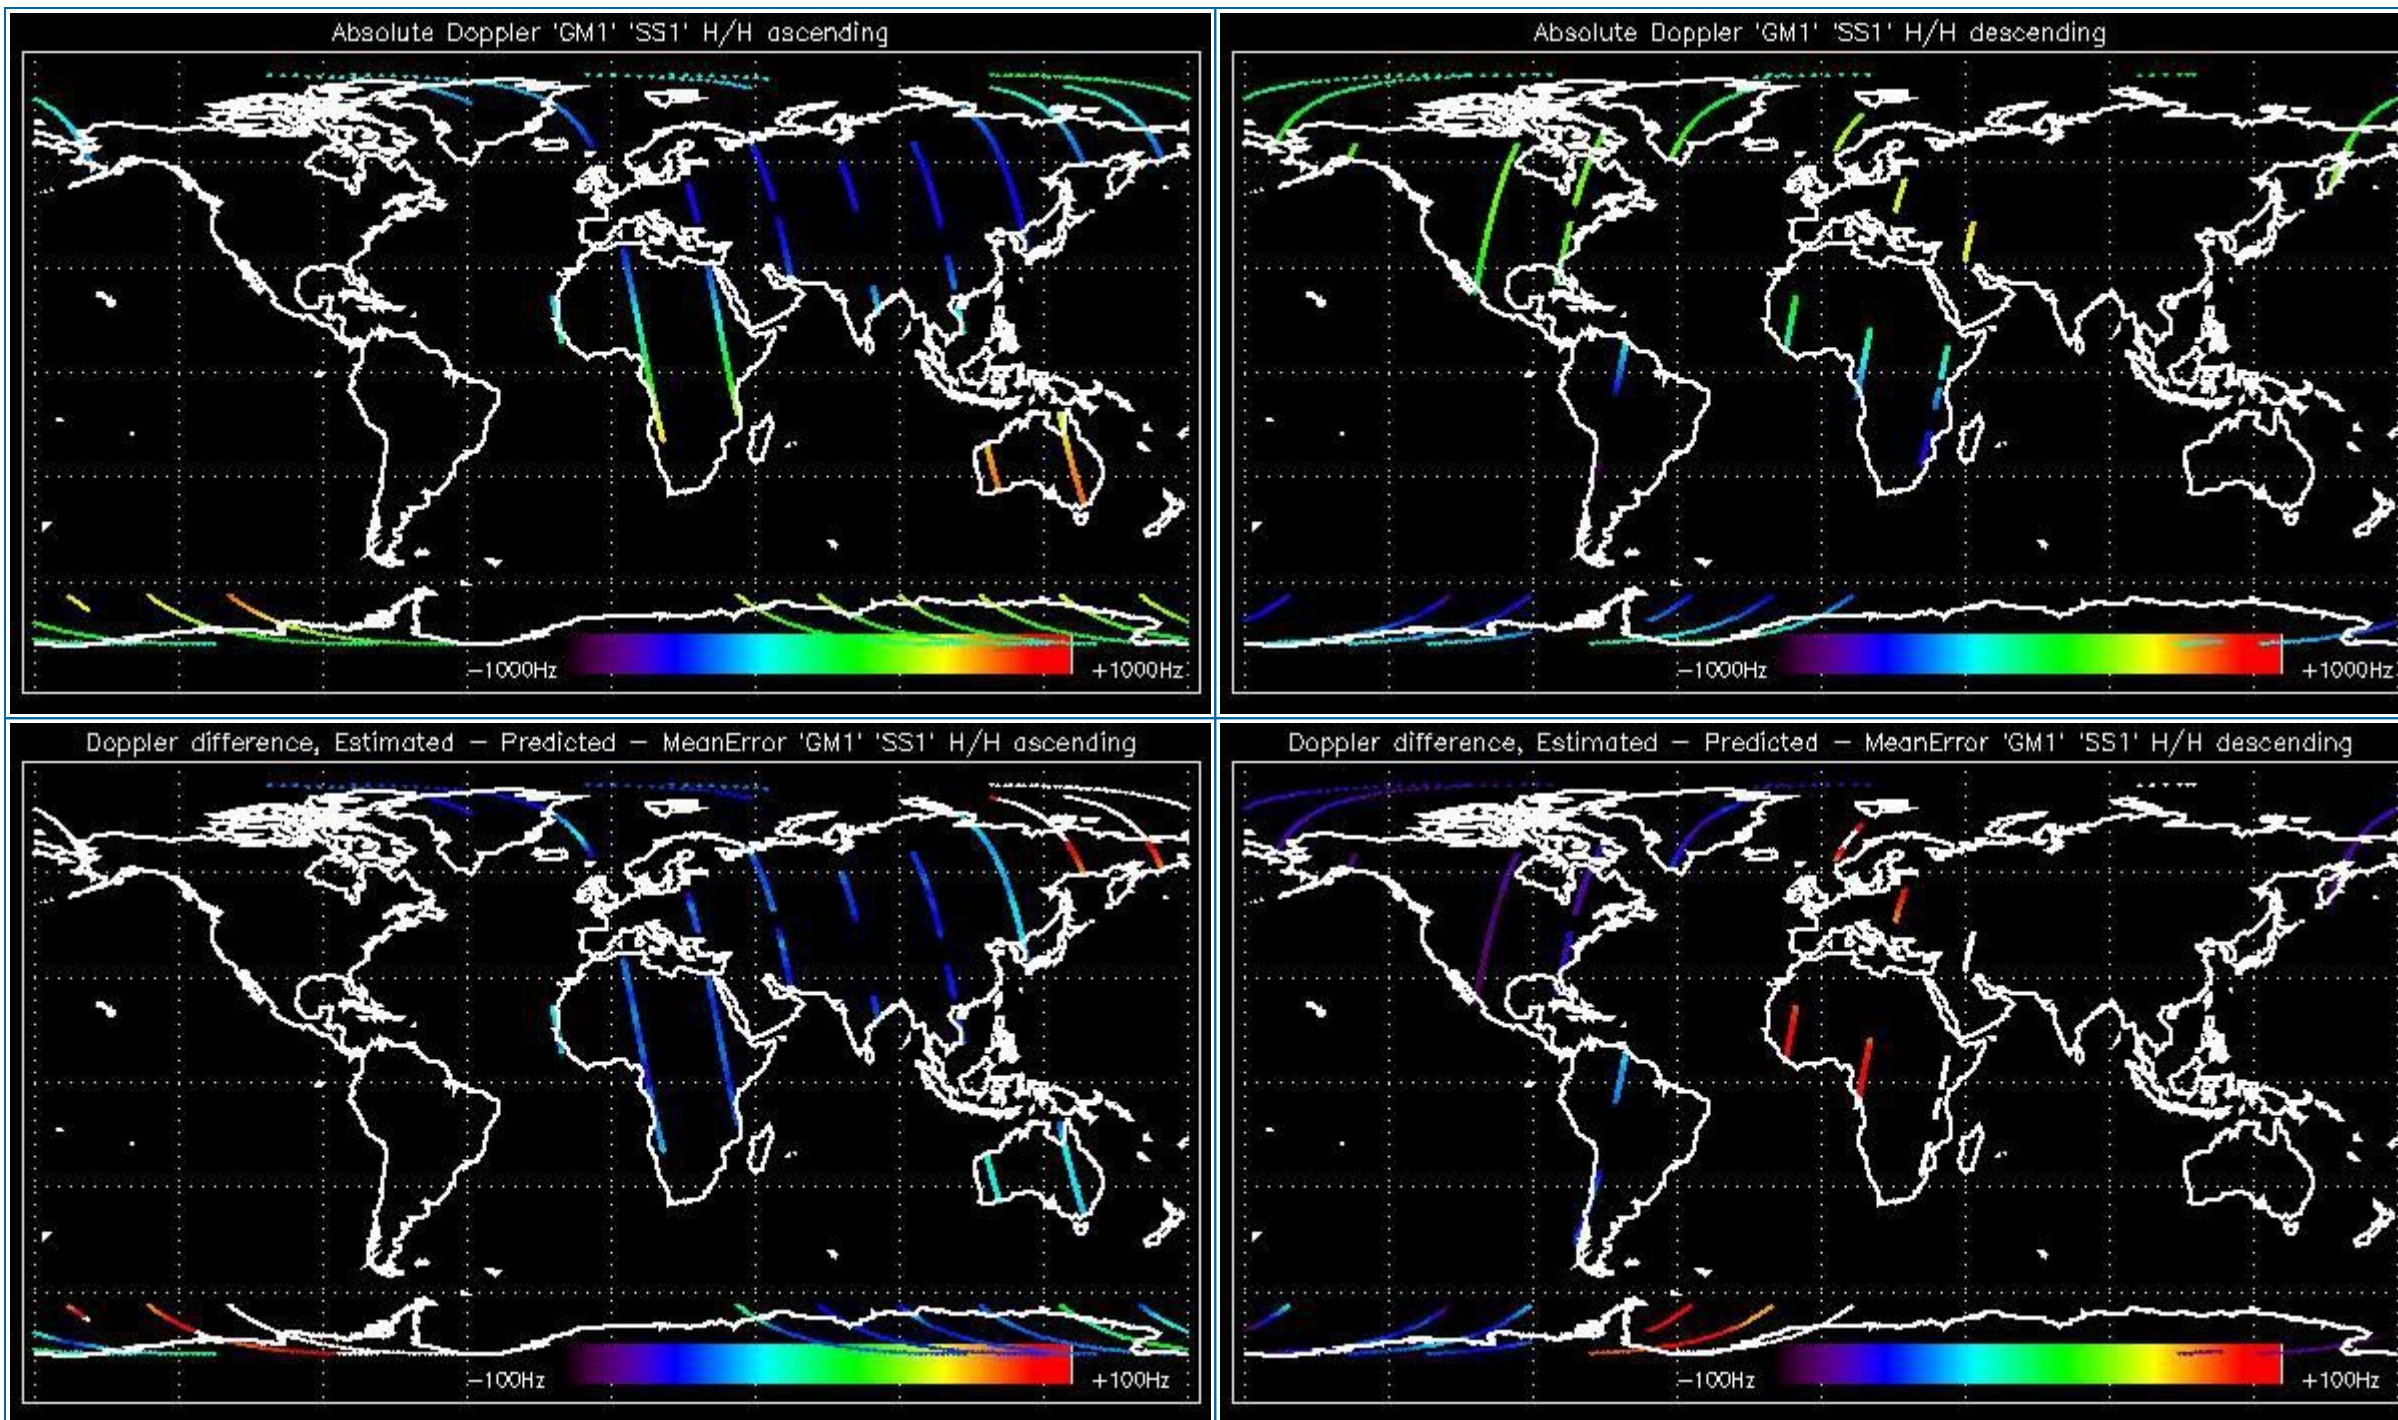 Absolute Doppler 'GM1' 'SS1' H/H ascending
−1000Hz
+1000Hz
Absolute Doppler 'GM1' 'SS1' H/H descending
−1000Hz
+1000Hz
Doppler difference, Estimated − Predicted − MeanError 'GM1' 'SS1' H/H ascending
−100Hz
+100Hz
Doppler difference, Estimated − Predicted − MeanError 'GM1' 'SS1' H/H descending
−100Hz
+100Hz